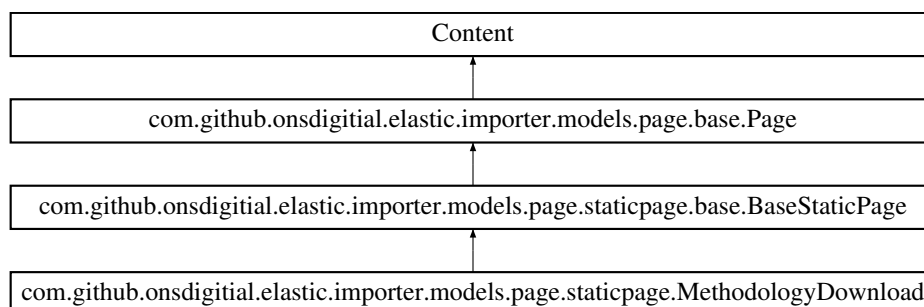 Content
com.github.onsdigitial.elastic.importer.models.page.base.Page
com.github.onsdigitial.elastic.importer.models.page.staticpage.base.BaseStaticPage
com.github.onsdigitial.elastic.importer.models.page.staticpage.MethodologyDownload